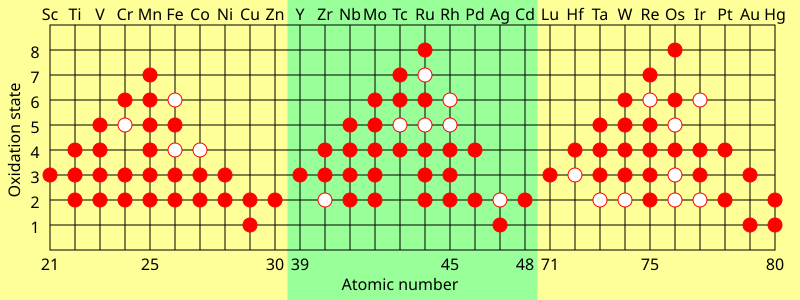 Sc Ti V Cr Mn Fe Co Ni Cu Zn Y Zr Nb Mo Tc Ru Rh Pd Ag Cd Lu Hf Ta W Re Os Ir Pt Au Hg
8
7
6
5
4
3
2
1
Oxidation state
21 25 30 39 45 48 71 75 80
Atomic number